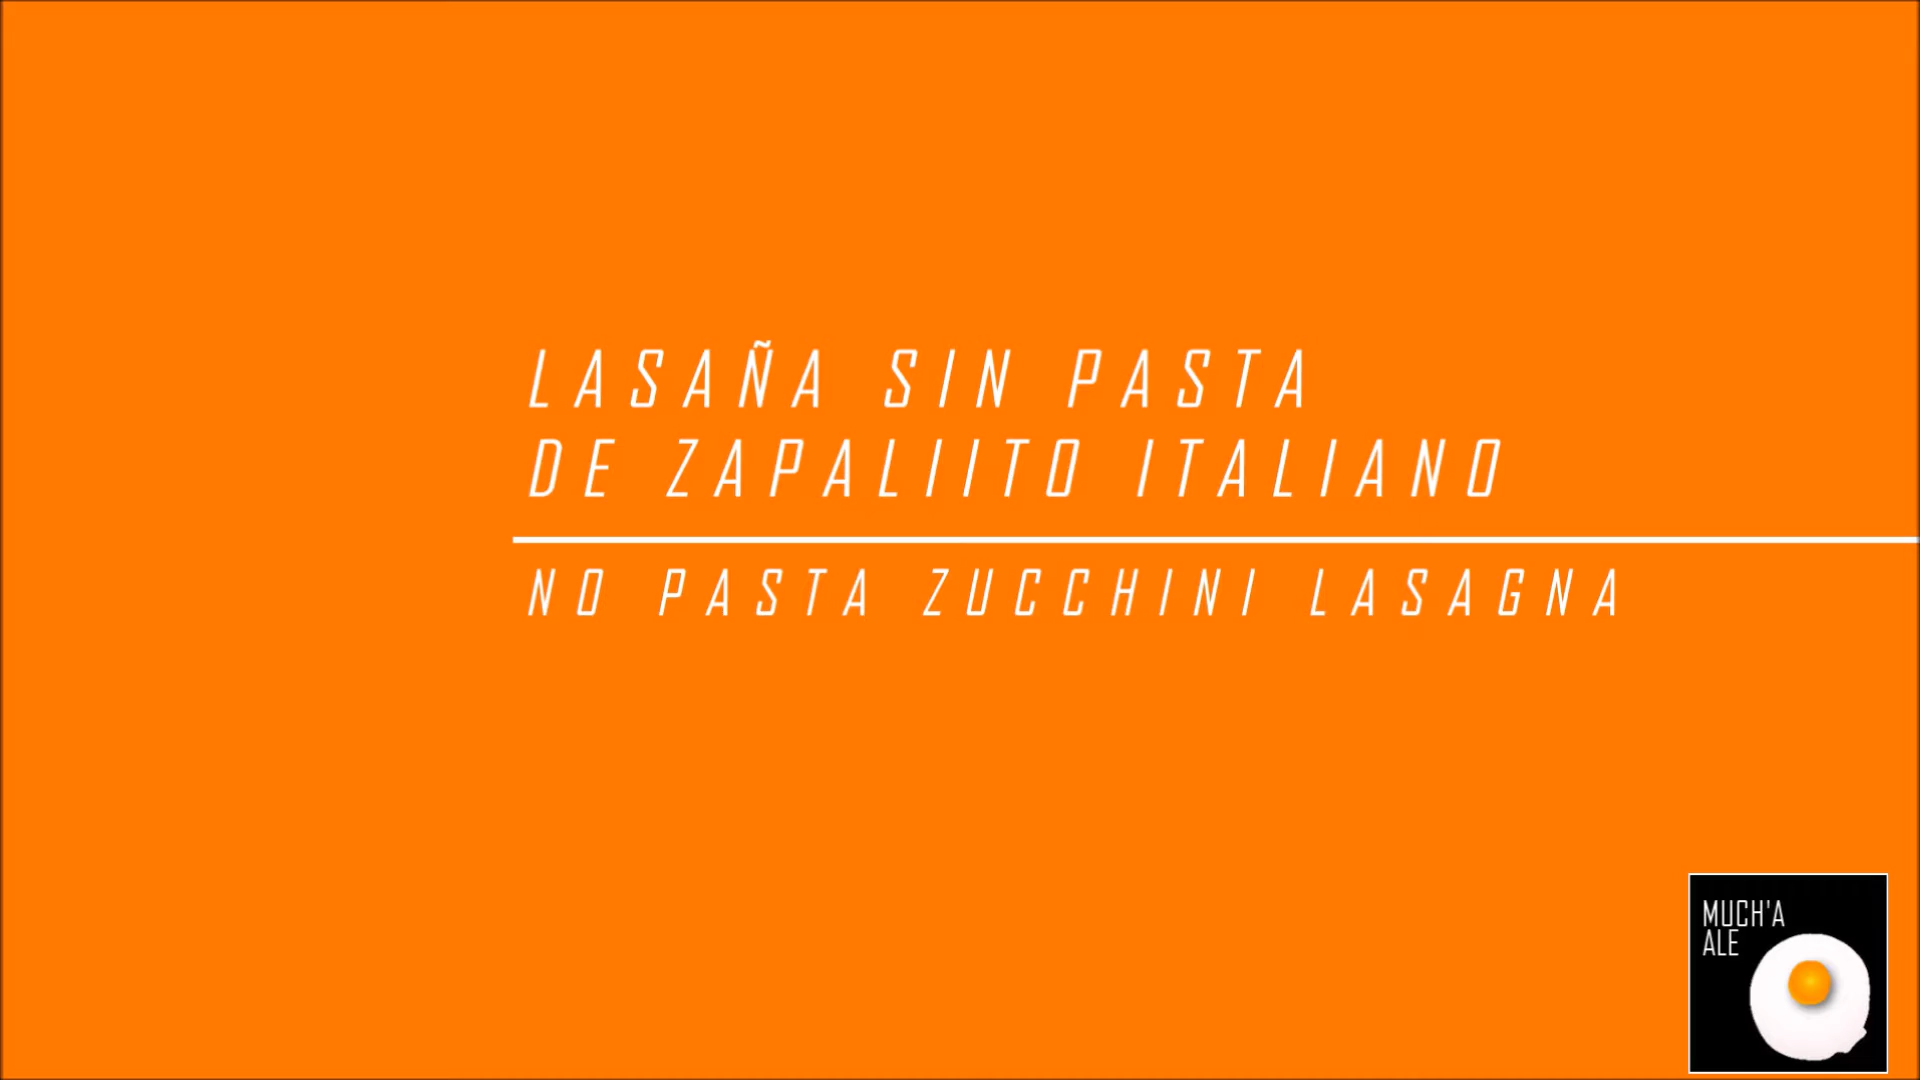 LASAÑA SIN PASTA
DE ZAPALIITO ITALIANO
NO PASTA ZUCCHINI LASAGNA
MUCH'A
ALE